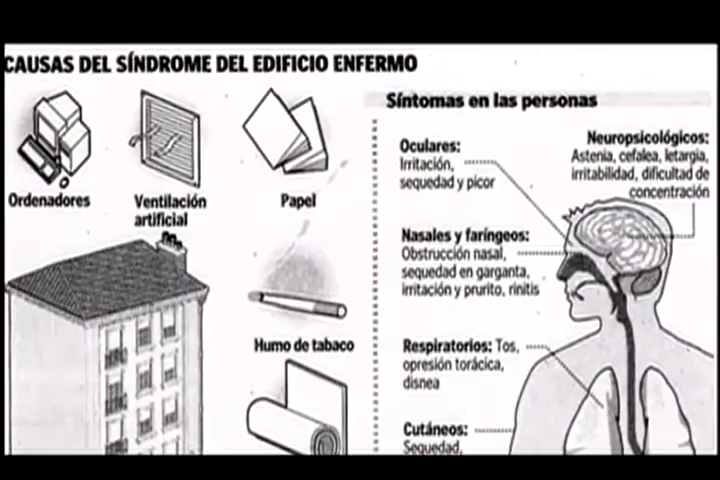 CAUSAS DEL SÍNDROME DEL EDIFICIO ENFERMO
Ordenadores
Ventilación
artificial
Papel
Humo de tabaco
Síntomas en las personas
Oculares:
Irritación,
sequedad y picor
Neuropsicológicos:
Astenia, cefalea, letargia,
irritabilidad, dificultad de
concentración
Nasales y faríngeos:
Obstrucción nasal,
sequedad en garganta,
irritación y prurito, rinitis
Respiratorios: Tos,
opresión torácica,
disnea
Cutáneos:
Sequedad,